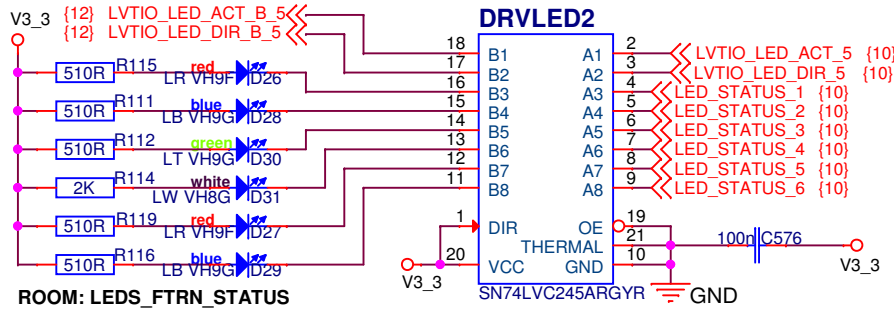 V3_3
{12} LVTIO_LED_ACT_B_5
{12} LVTIO_LED_DIR_B_5
DRVLED2
510R R115 red LR VH9F D26
510R R111 blue LB VH9G D28
510R R112 green LT VH9G D30
2K R114 white LW VH8G D31
510R R119 red LR VH9F D27
510R R116 blue LB VH9G D29
ROOM: LEDS_FTRN_STATUS
18 B1 A1 2 LVTIO_LED_ACT_5 {10}
17 B2 A2 3 LVTIO_LED_DIR_5 {10}
16 B3 A3 4 LED_STATUS_1 {10}
15 B4 A4 5 LED_STATUS_2 {10}
14 B5 A5 6 LED_STATUS_3 {10}
13 B6 A6 7 LED_STATUS_4 {10}
12 B7 A7 8 LED_STATUS_5 {10}
11 B8 A8 9 LED_STATUS_6 {10}
1 DIR OE 19
THERMAL 21
20 VCC GND 10
V3_3
SN74LVC245ARGYR
100n C576
V3_3
GND